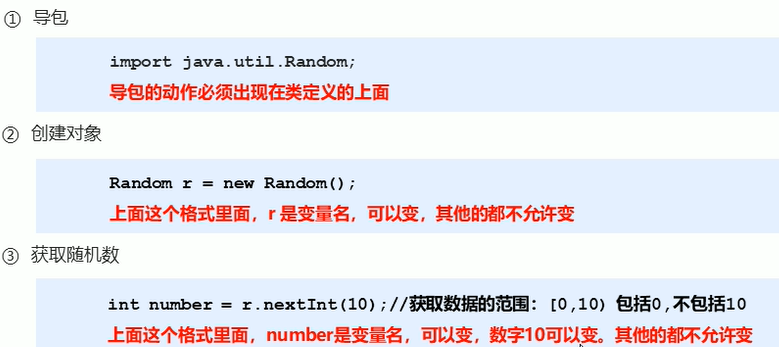 ① 导包
import java.util.Random;
导包的动作必须出现在类定义的上面
② 创建对象
Random r = new Random();
上面这个格式里面，r 是变量名，可以变，其他的都不允许变
③ 获取随机数
int number = r.nextInt(10);//获取数据的范围：[0,10) 包括0,不包括10
上面这个格式里面，number是变量名，可以变，数字10可以变。其他的都不允许变